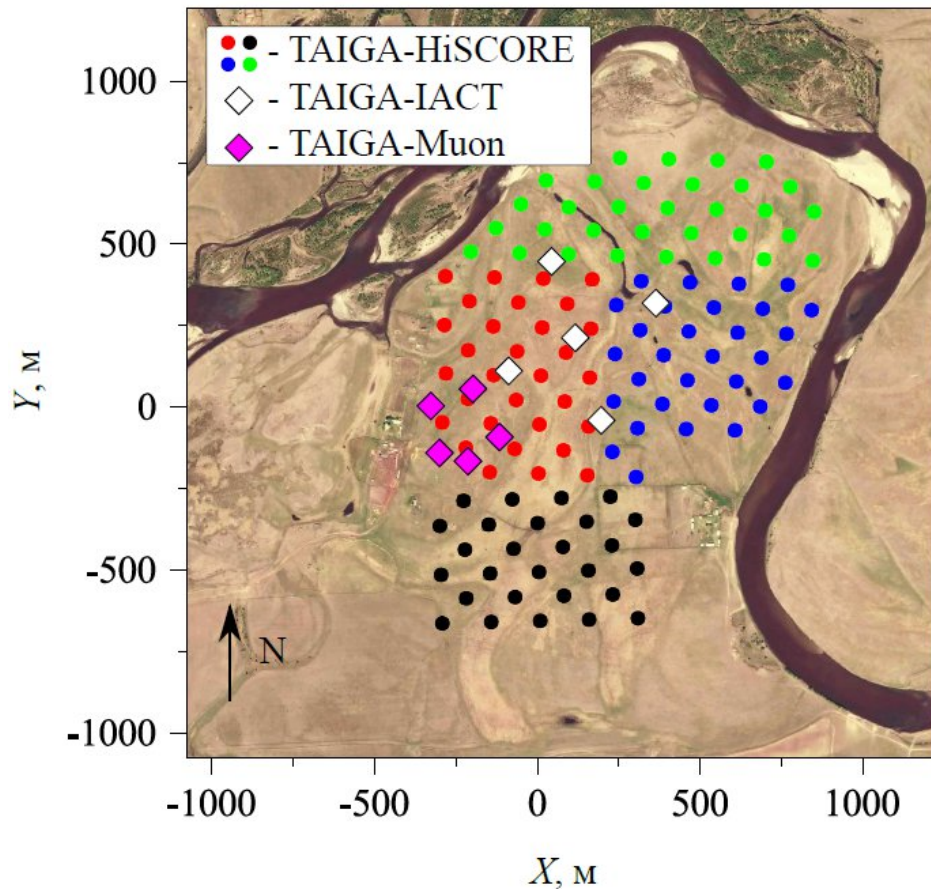 - TAIGA-HiSCORE
- TAIGA-IACT
- TAIGA-Muon
1000
500
0
-500
-1000
Y, м
N
-1000
-500
0
500
1000
X, м